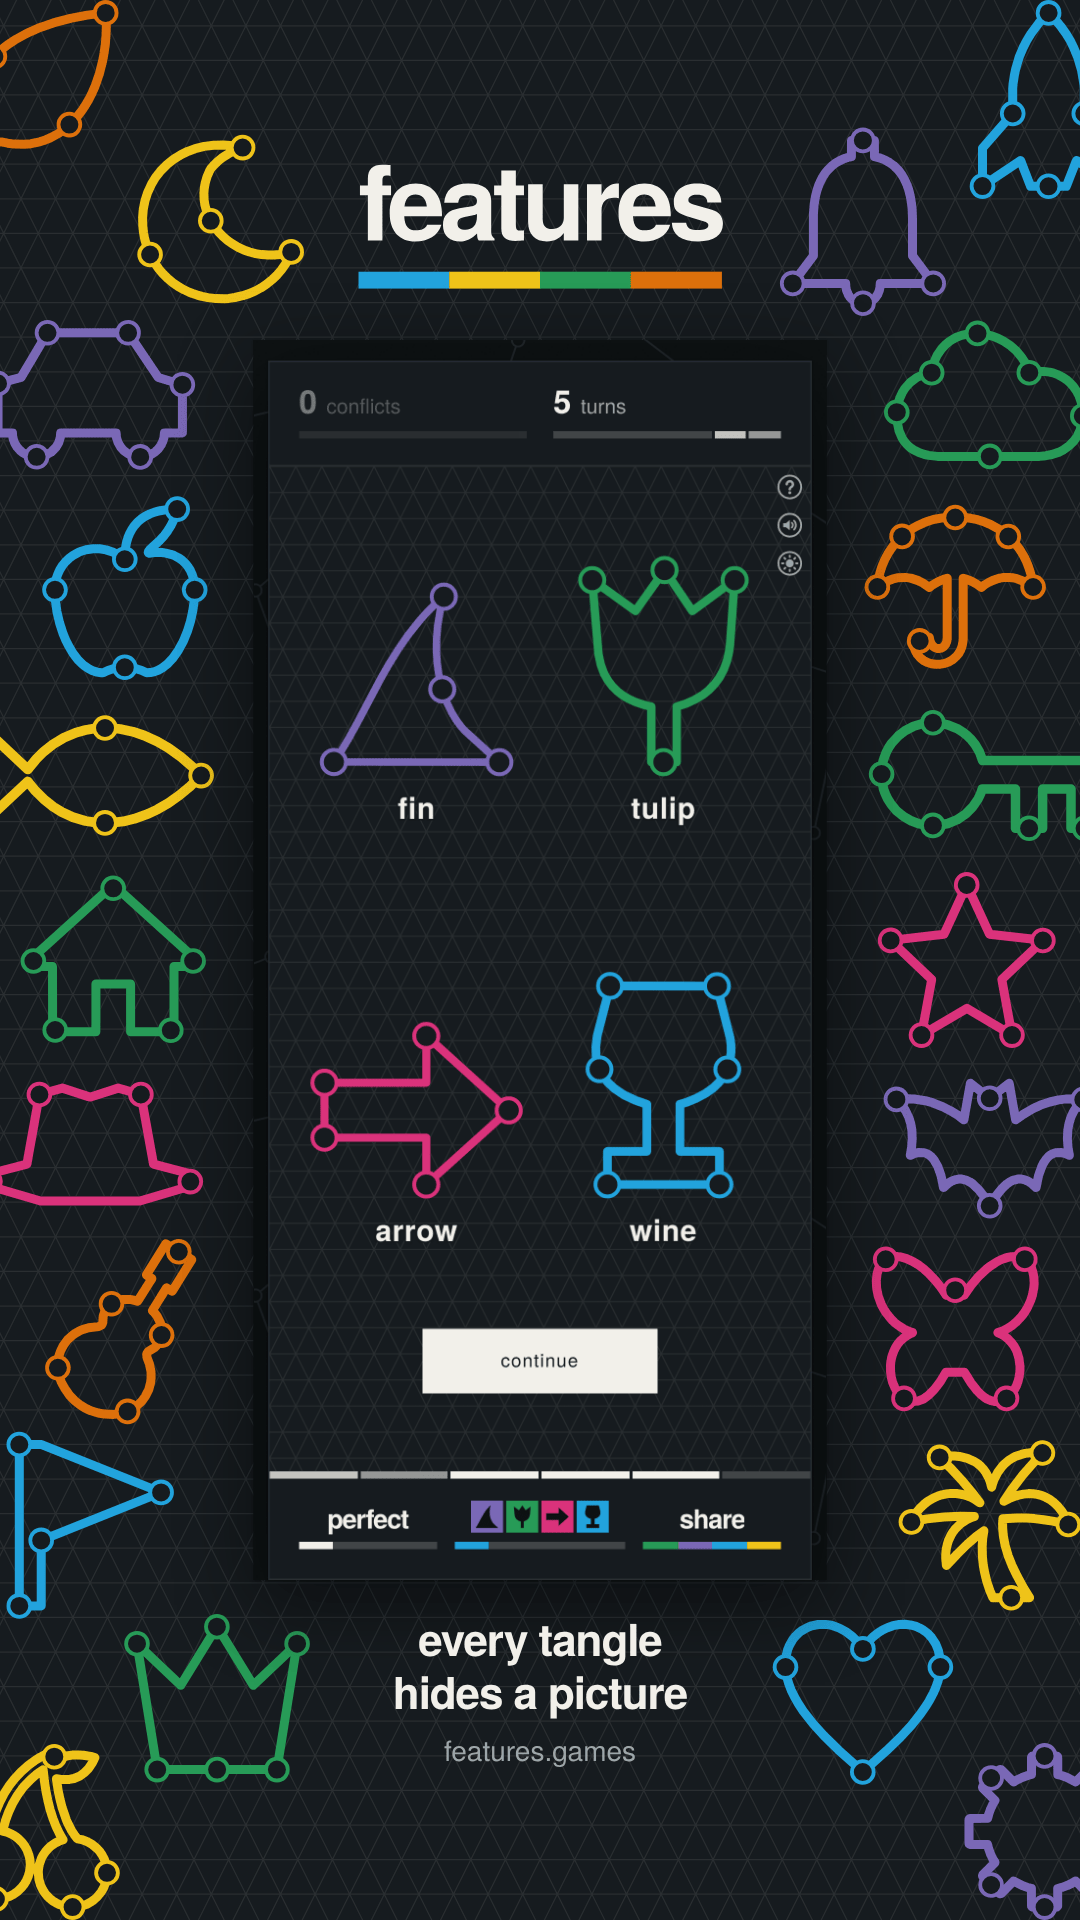 features
0 conflicts
5 turns
?
fin
tulip
arrow
wine
continue
perfect
share
every tangle
hides a picture
features.games